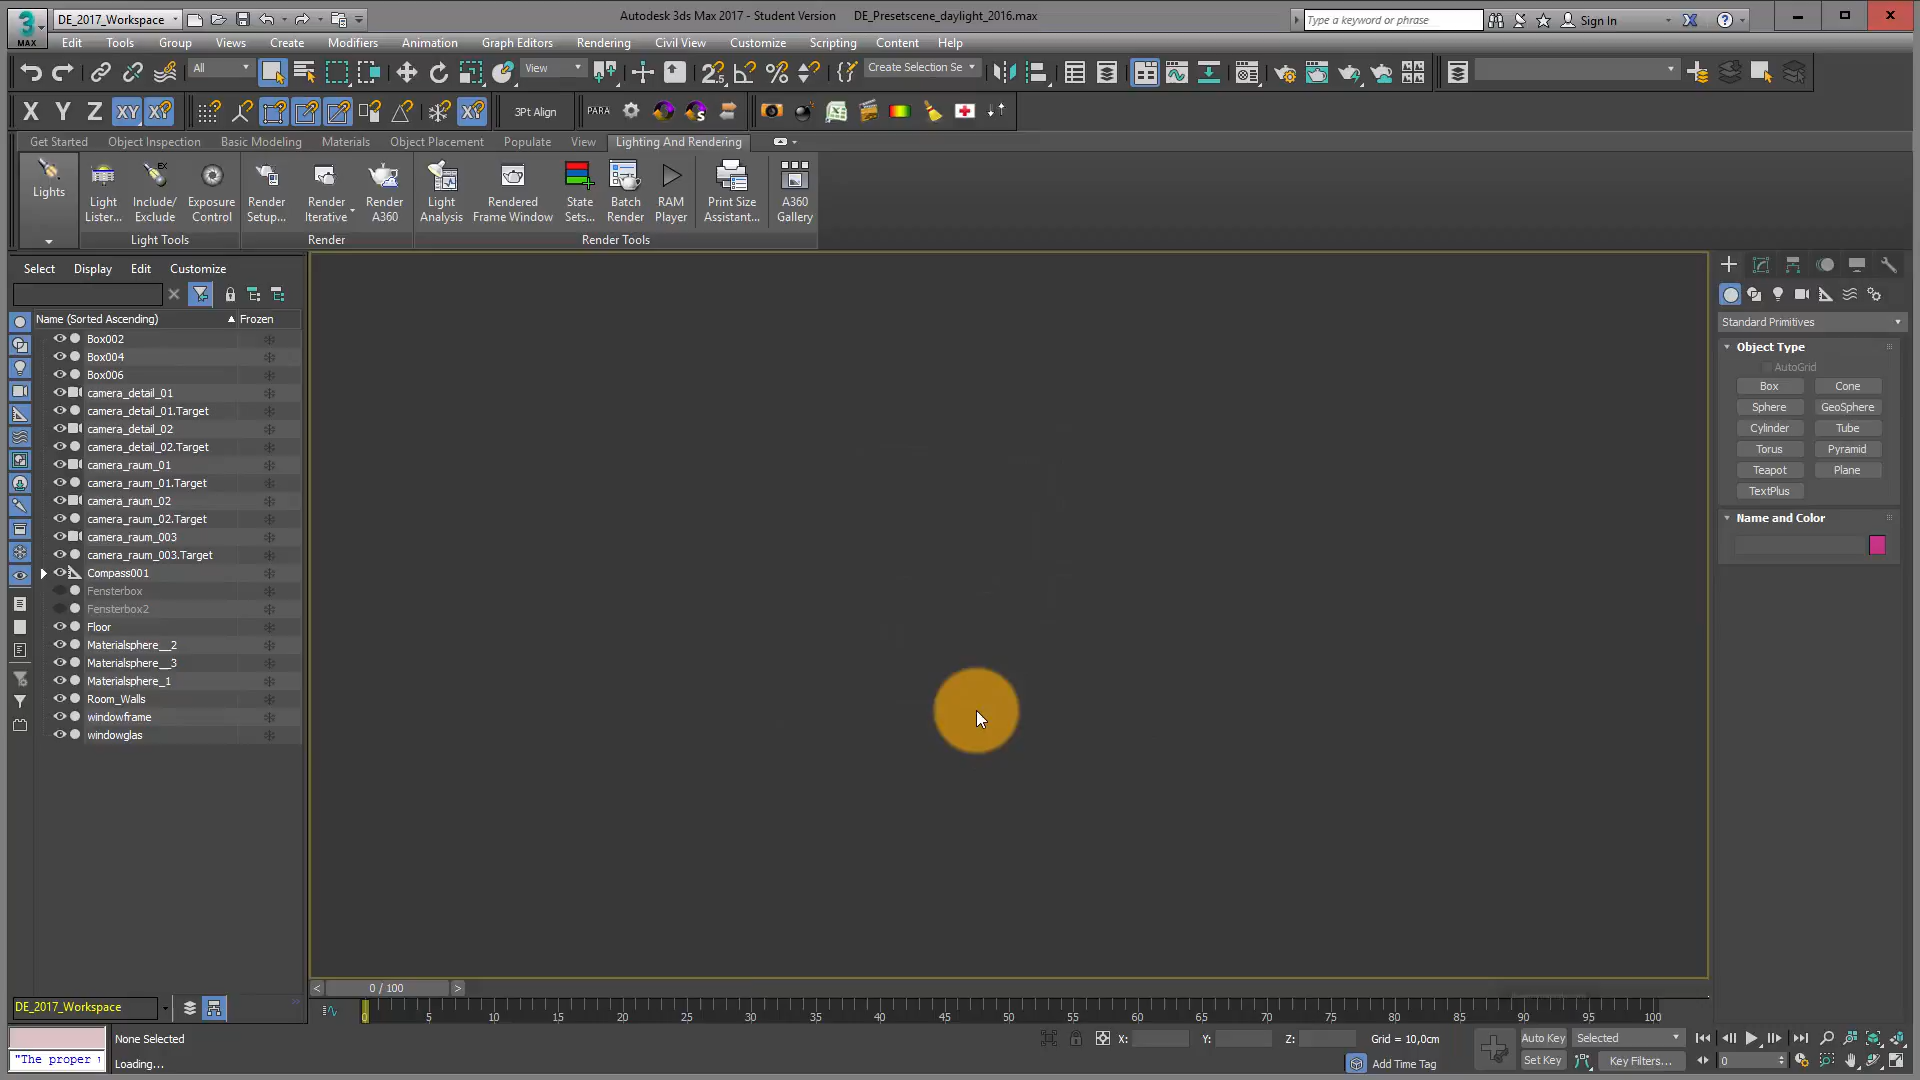 DE_2017_Workspace
Autodesk 3ds Max 2017 - Student Version DE_Presetscene_daylight_2016.max
Type a keyword or phrase
Sign In
3
MAX
Edit Tools Group Views Create Modifiers Animation Graph Editors Rendering Civil View Customize Scripting Content Help
All
View
Create Selection Se
X Y Z XY
3Pt Align
PARA
Get Started Object Inspection Basic Modeling Materials Object Placement Populate View Lighting And Rendering
Lights
Light Lister...
Include/ Exclude
Exposure Control
Render Setup...
Render Iterative
Render A360
Light Analysis
Rendered Frame Window
State Sets...
Batch Render
RAM Player
Print Size Assistant...
A360 Gallery
Light Tools Render Render Tools
Select Display Edit Customize
Name (Sorted Ascending) Frozen
Box002
Box004
Box006
camera_detail_01
camera_detail_01.Target
camera_detail_02
camera_detail_02.Target
camera_raum_01
camera_raum_01.Target
camera_raum_02
camera_raum_02.Target
camera_raum_003
camera_raum_003.Target
Compass001
Fensterbox
Fensterbox2
Floor
Materialsphere__2
Materialsphere__3
Materialsphere_1
Room_Walls
windowframe
windowglas
Standard Primitives
Object Type
AutoGrid
Box Cone
Sphere GeoSphere
Cylinder Tube
Torus Pyramid
Teapot Plane
TextPlus
Name and Color
0 / 100
0 5 10 15 20 25 30 35 40 45 50 55 60 65 70 75 80 85 90 95 100
DE_2017_Workspace
None Selected
X: Y: Z: Grid = 10,0cm
Auto Key Selected
"The proper
Loading...
Add Time Tag
Set Key Key Filters...
0